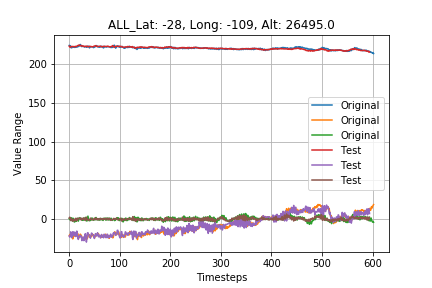 ALL_Lat: -28, Long: -109, Alt: 26495.0
Value Range
200
150
100
50
0
Original
Original
Original
Test
Test
Test
0 100 200 300 400 500 600
Timesteps